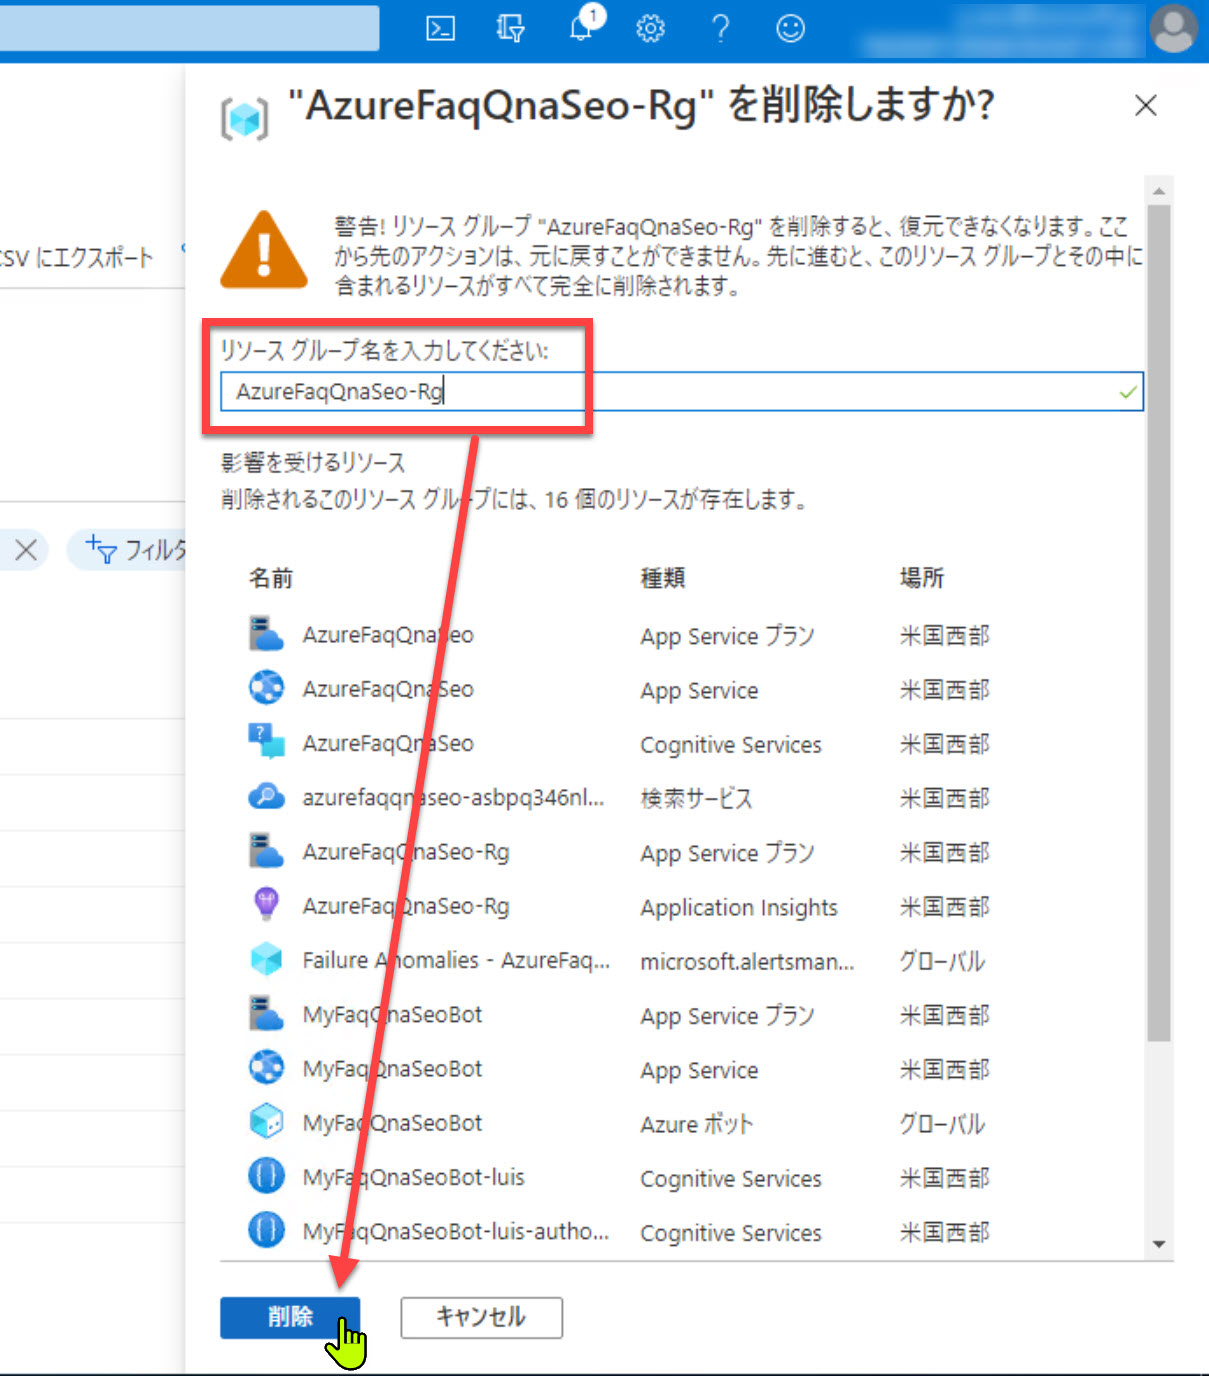 1
"AzureFaqQnaSeo-Rg" を削除しますか?
警告! リソース グループ "AzureFaqQnaSeo-Rg" を削除すると、復元できなくなります。ここ
から先のアクションは、元に戻すことができません。先に進むと、このリソース グループとその中に
含まれるリソースがすべて完全に削除されます。
CSV にエクスポート
リソース グループ名を入力してください:
AzureFaqQnaSeo-Rg
影響を受けるリソース
削除されるこのリソース グループには、16 個のリソースが存在します。
フィルタ
名前 種類 場所
AzureFaqQnaSeo App Service プラン 米国西部
AzureFaqQnaSeo App Service 米国西部
AzureFaqQnaSeo Cognitive Services 米国西部
azurefaqqnaseo-asbpq346nl... 検索サービス 米国西部
AzureFaqQnaSeo-Rg App Service プラン 米国西部
AzureFaqQnaSeo-Rg Application Insights 米国西部
Failure Anomalies - AzureFaq... microsoft.alertsman... グローバル
MyFaqQnaSeoBot App Service プラン 米国西部
MyFaqQnaSeoBot App Service 米国西部
MyFaqQnaSeoBot Azure ボット グローバル
MyFaqQnaSeoBot-luis Cognitive Services 米国西部
MyFaqQnaSeoBot-luis-autho... Cognitive Services 米国西部
削除 キャンセル